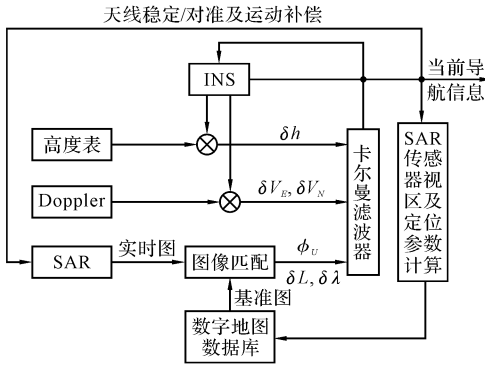 天线稳定/对准及运动补偿
当前导
航信息
INS
高度表
δh
Doppler
δV_E, δV_N
卡尔曼滤波器
SAR
传感
器视
区及
定位
参数
计算
SAR
实时图
图像匹配
ϕ_U
δL, δλ
基准图
数字地图
数据库